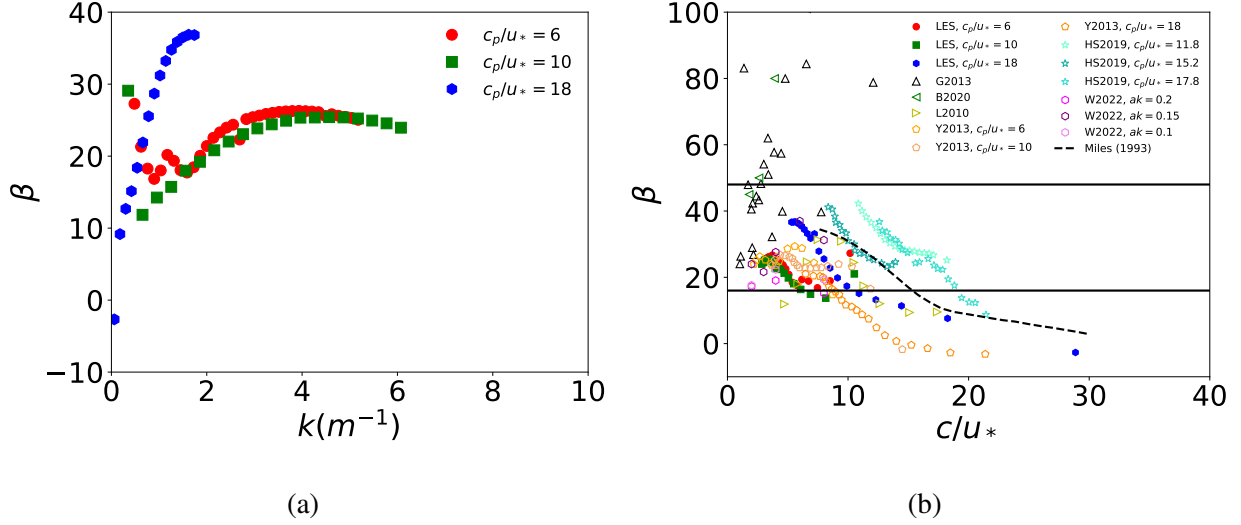 40
30
20
10
0
−10
β
0
2
4
6
8
10
k(m⁻¹)
c_p/u_* = 6
c_p/u_* = 10
c_p/u_* = 18
(a)
100
80
60
40
20
0
β
0
10
20
30
40
c/u_*
LES, c_p/u_* = 6
LES, c_p/u_* = 10
LES, c_p/u_* = 18
G2013
B2020
L2010
Y2013, c_p/u_* = 6
Y2013, c_p/u_* = 10
Y2013, c_p/u_* = 18
HS2019, c_p/u_* = 11.8
HS2019, c_p/u_* = 15.2
HS2019, c_p/u_* = 17.8
W2022, ak = 0.2
W2022, ak = 0.15
W2022, ak = 0.1
Miles (1993)
(b)